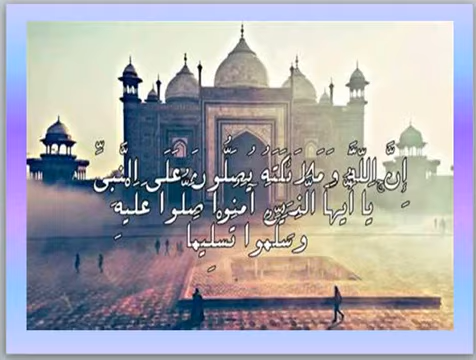 إِنَّ اللَّهَ وَمَلَائِكَتَهُ يُصَلُّونَ عَلَى النَّبِيِّ
يَا أَيُّهَا الَّذِينَ آمَنُوا صَلُّوا عَلَيْهِ
وَسَلِّمُوا تَسْلِيمًا